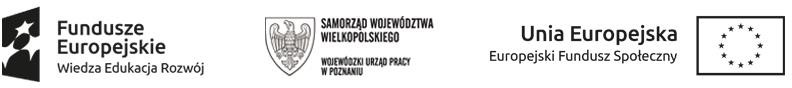 Fundusze
Europejskie
Wiedza Edukacja Rozwój
SAMORZĄD WOJEWÓDZTWA
WIELKOPOLSKIEGO
WOJEWÓDZKI URZĄD PRACY
W POZNANIU
Unia Europejska
Europejski Fundusz Społeczny